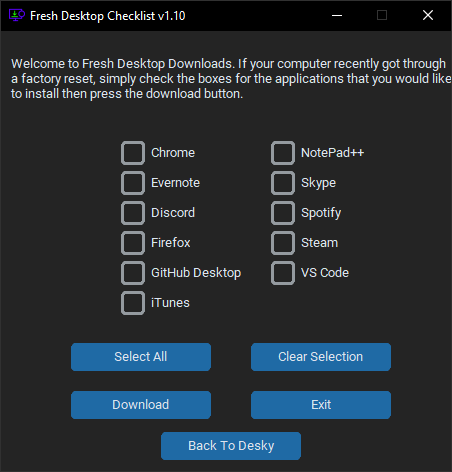 Fresh Desktop Checklist v1.10
Welcome to Fresh Desktop Downloads. If your computer recently got through
a factory reset, simply check the boxes for the applications that you would like
to install then press the download button.
Chrome
NotePad++
Evernote
Skype
Discord
Spotify
Firefox
Steam
GitHub Desktop
VS Code
iTunes
Select All
Clear Selection
Download
Exit
Back To Desky